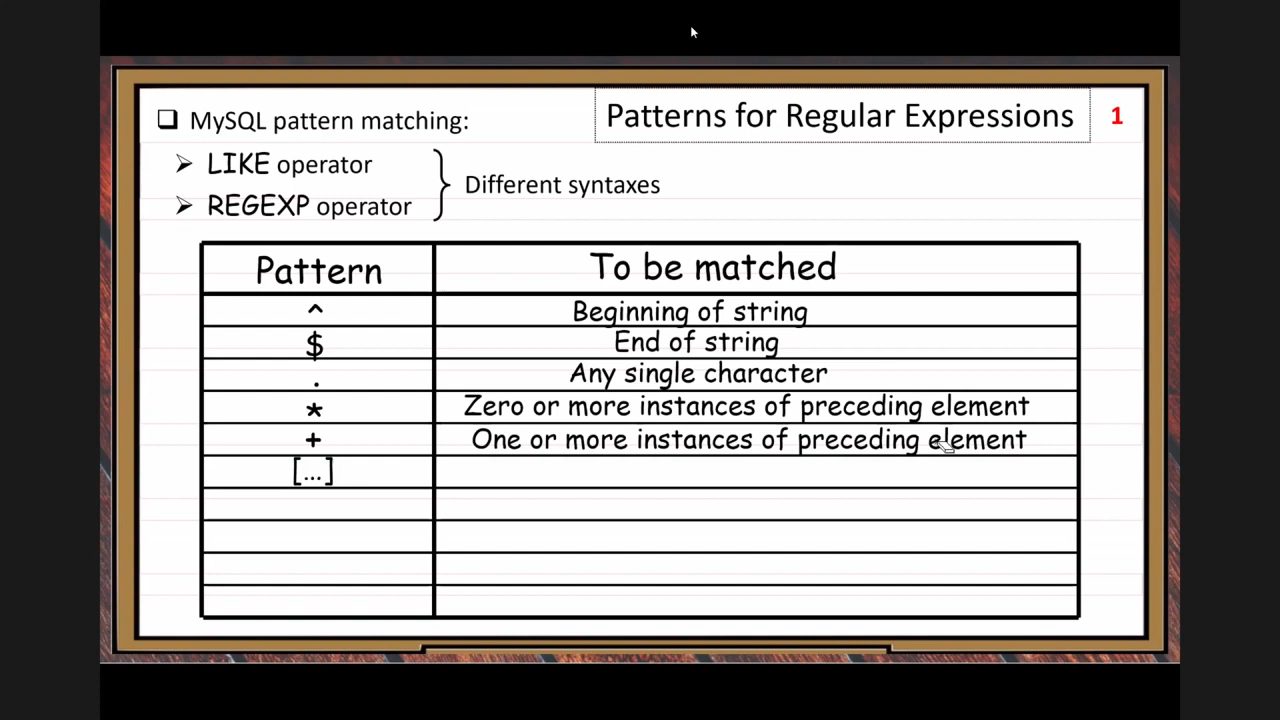 Patterns for Regular Expressions 1
❑ MySQL pattern matching:
➢ LIKE operator
➢ REGEXP operator
Different syntaxes
Pattern To be matched
^ Beginning of string
$ End of string
. Any single character
* Zero or more instances of preceding element
+ One or more instances of preceding element
[...]